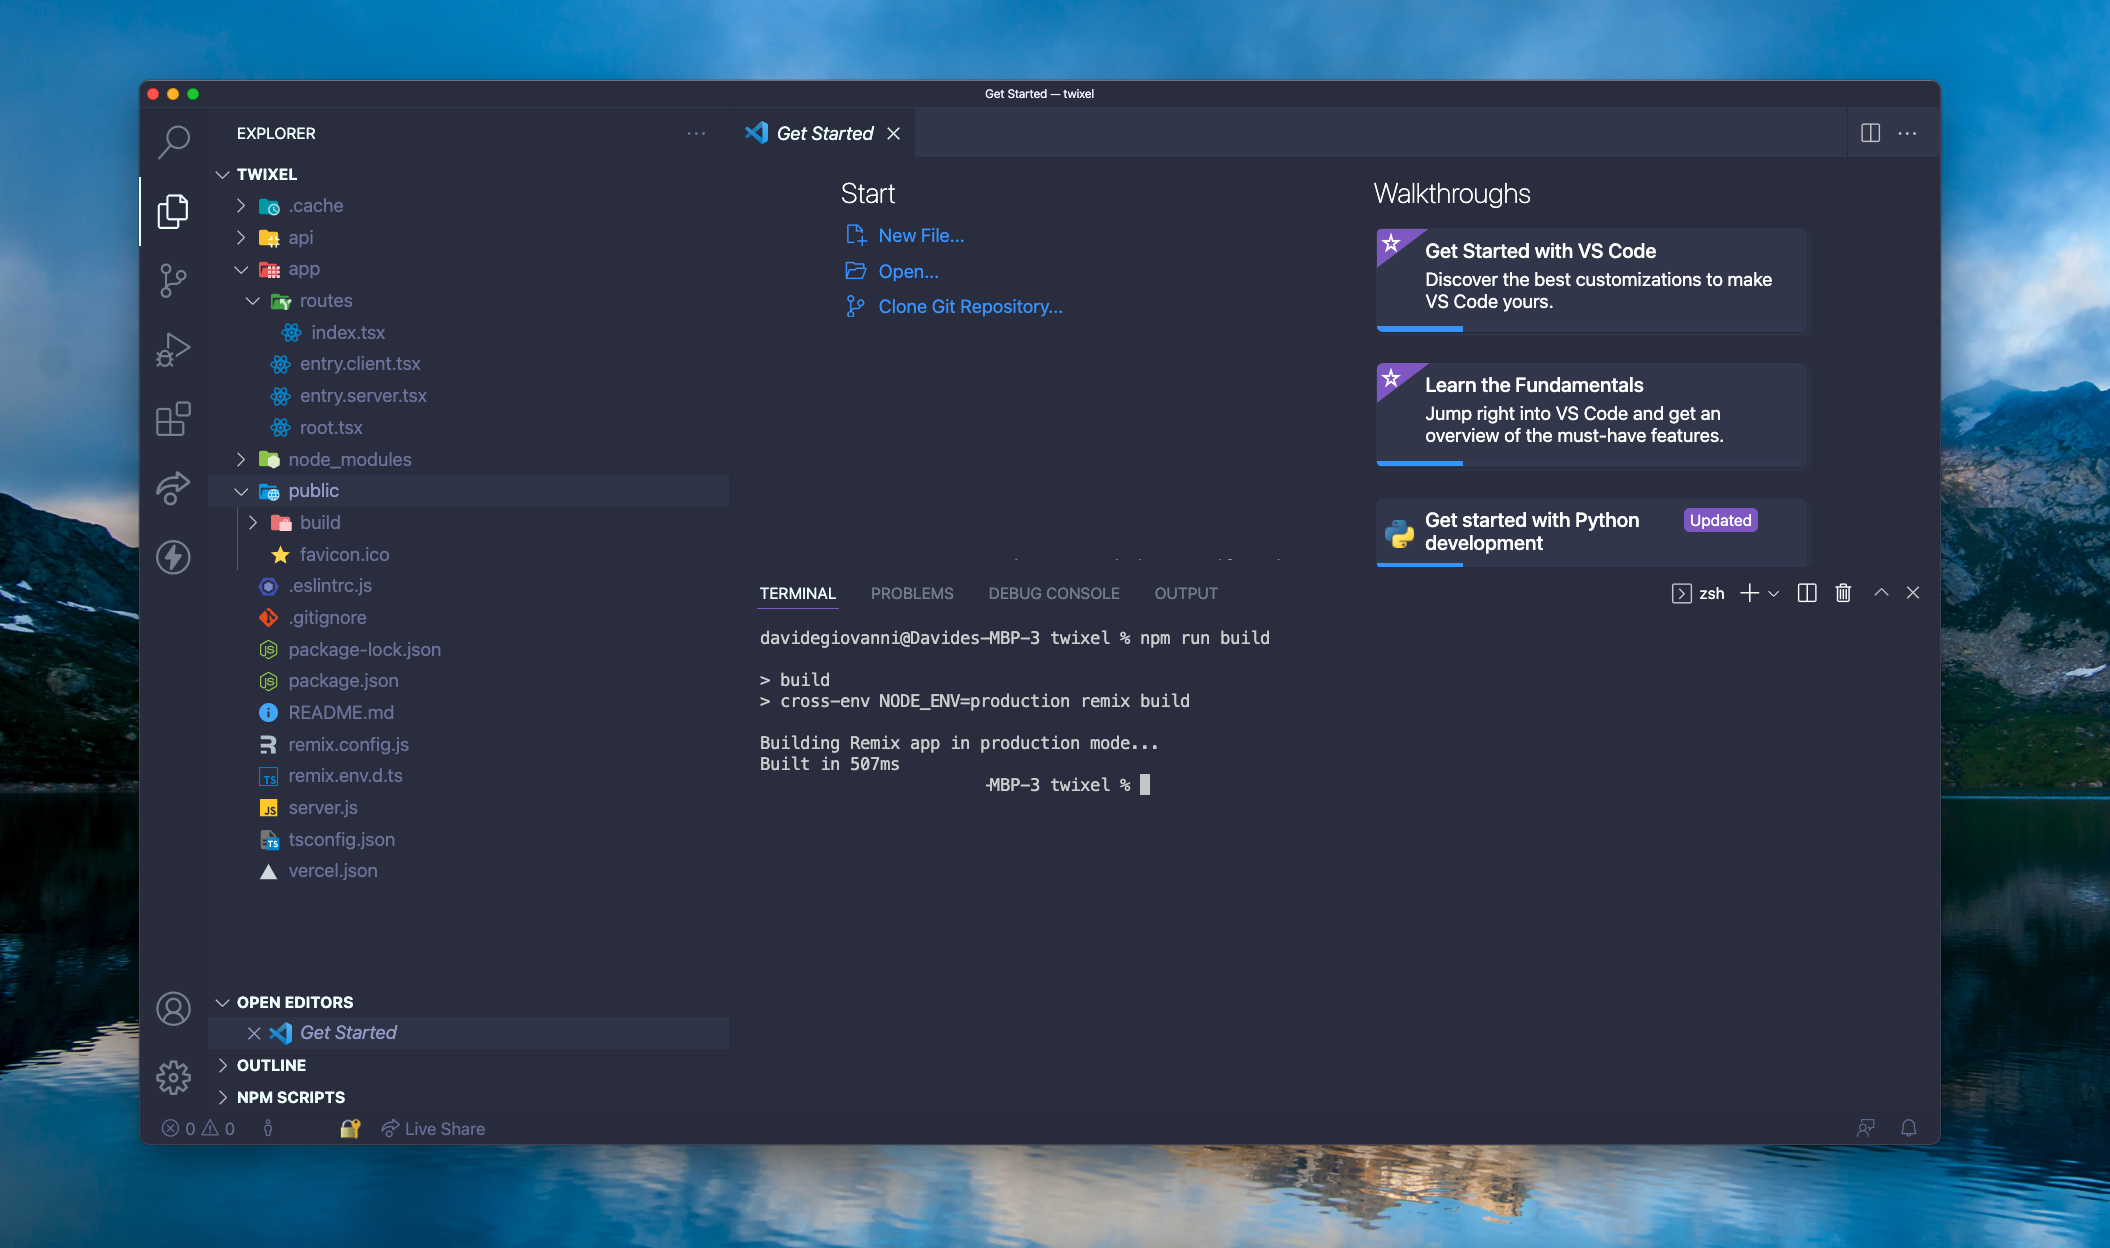 Get Started — twixel
EXPLORER
TWIXEL
.cache
api
app
routes
index.tsx
entry.client.tsx
entry.server.tsx
root.tsx
node_modules
public
build
favicon.ico
.eslintrc.js
.gitignore
package-lock.json
package.json
README.md
remix.config.js
remix.env.d.ts
server.js
tsconfig.json
vercel.json
OPEN EDITORS
Get Started
OUTLINE
NPM SCRIPTS
Get Started
Start
New File...
Open...
Clone Git Repository...
Walkthroughs
Get Started with VS Code
Discover the best customizations to make
VS Code yours.
Learn the Fundamentals
Jump right into VS Code and get an
overview of the must-have features.
Get started with Python
development
Updated
TERMINAL PROBLEMS DEBUG CONSOLE OUTPUT
zsh
davidegiovanni@Davides-MBP-3 twixel % npm run build
> build
> cross-env NODE_ENV=production remix build
Building Remix app in production mode...
Built in 507ms
-MBP-3 twixel %
0 0 Live Share